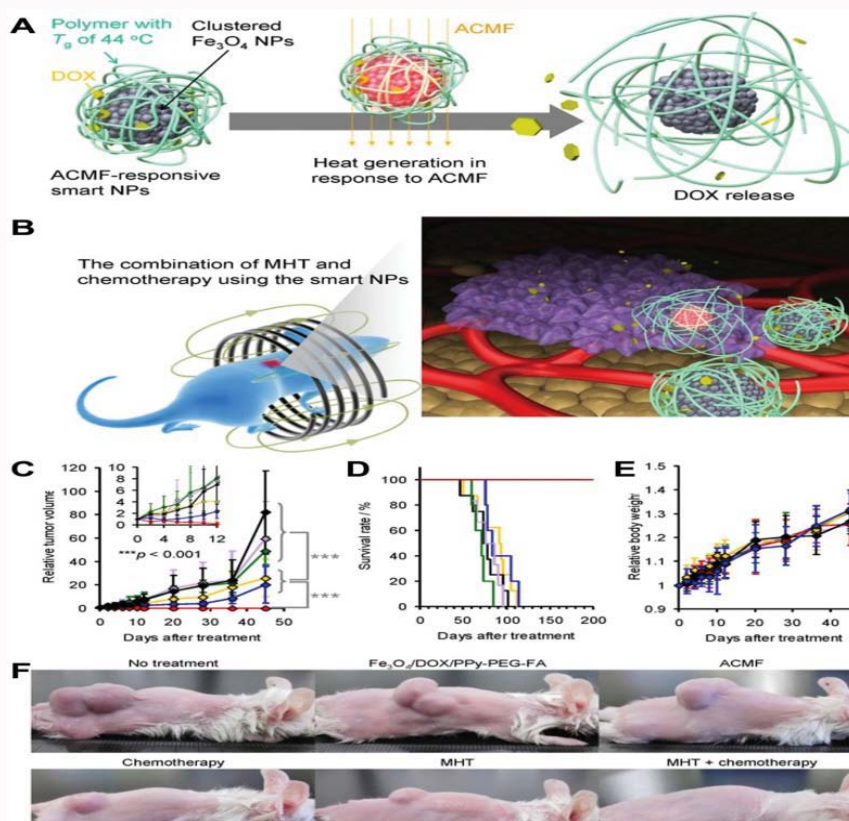 A
Polymer with
Tg of 44 °C
Clustered
Fe3O4 NPs
DOX
ACMF-responsive
smart NPs
ACMF
Heat generation in
response to ACMF
DOX release
B
The combination of MHT and
chemotherapy using the smart NPs
C
Relative tumor volume
120
100
80
60
40
20
0
10
8
6
4
2
0
0 4 8 12
***p < 0.001
***
***
0 10 20 30 40 50
Days after treatment
D
Survival rate / %
100
80
60
40
20
0
0 50 100 150 200
Days after treatment
E
Relative body weight
1.5
1.4
1.3
1.2
1.1
1
0.9
0 10 20 30 40
Days after treatment
F
No treatment
Fe3O4/DOX/PPy-PEG-FA
ACMF
Chemotherapy
MHT
MHT + chemotherapy